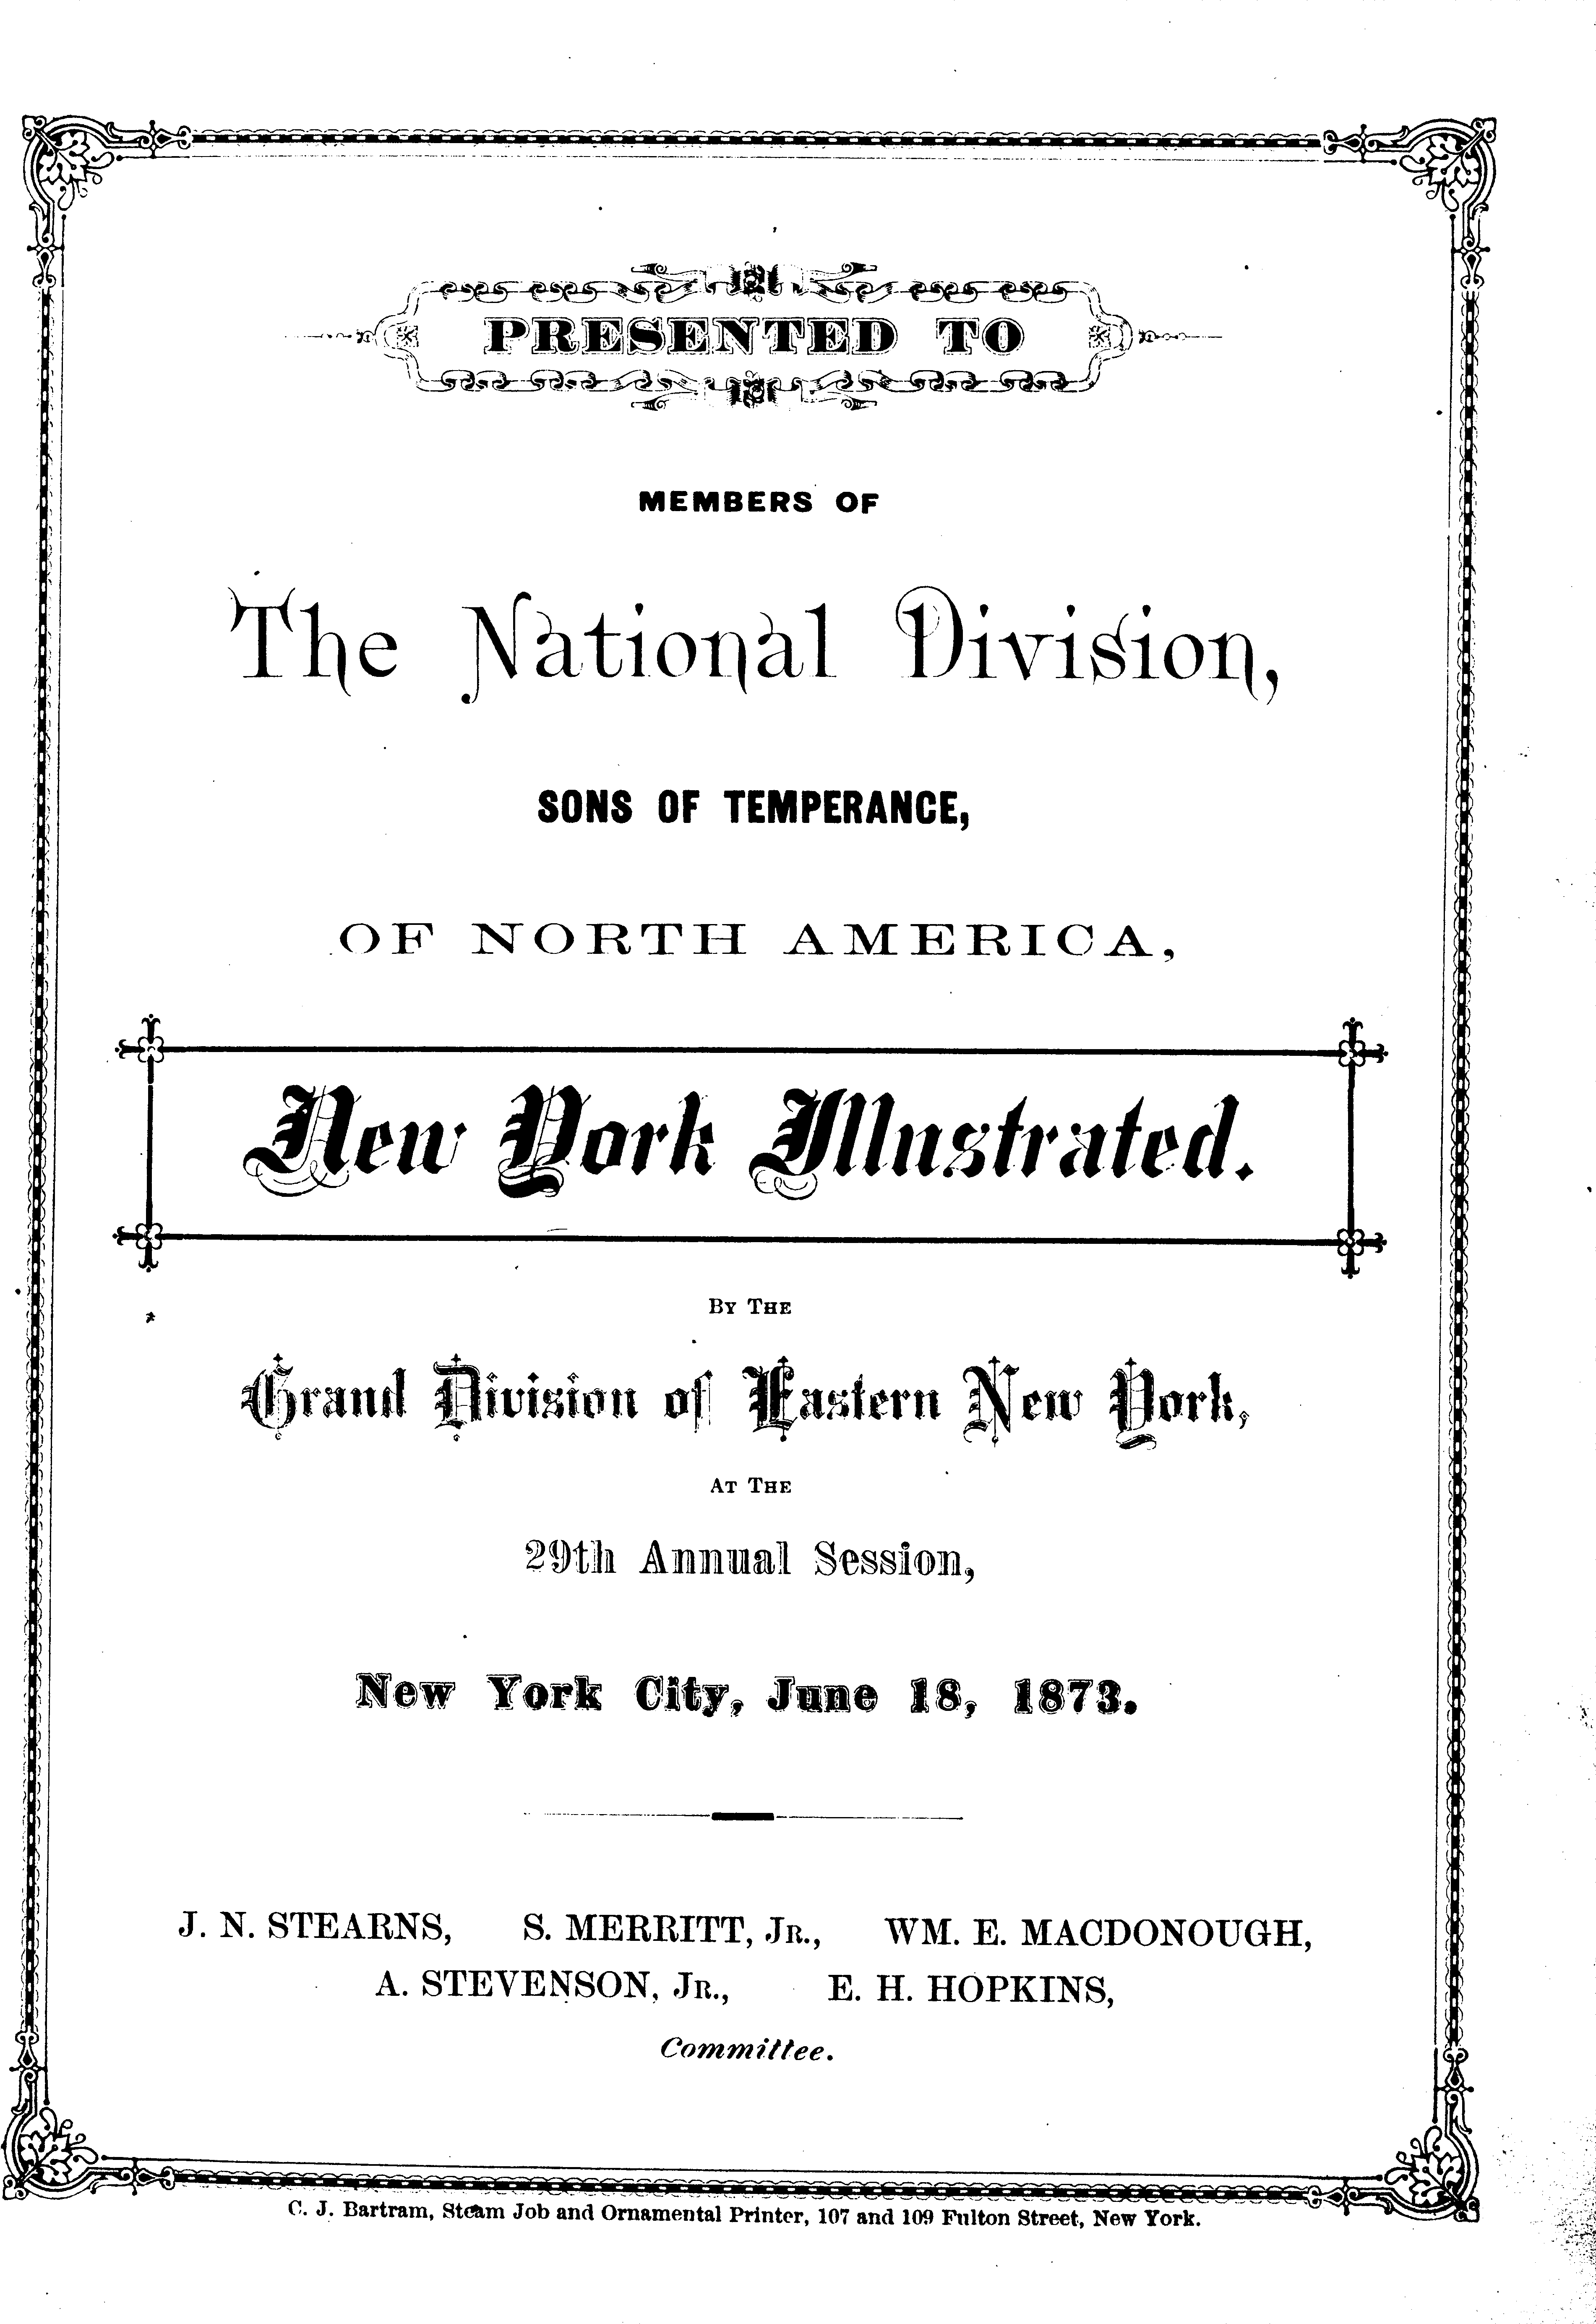 PRESENTED TO
MEMBERS OF
The National Division,
SONS OF TEMPERANCE,
OF NORTH AMERICA,
New York Illustrated.
BY THE
Grand Division of Eastern New York,
AT THE
29th Annual Session,
New York City, June 18, 1873.
J. N. STEARNS, S. MERRITT, JR., WM. E. MACDONOUGH,
A. STEVENSON, JR., E. H. HOPKINS,
Committee.
C. J. Bartram, Steam Job and Ornamental Printer, 107 and 109 Fulton Street, New York.